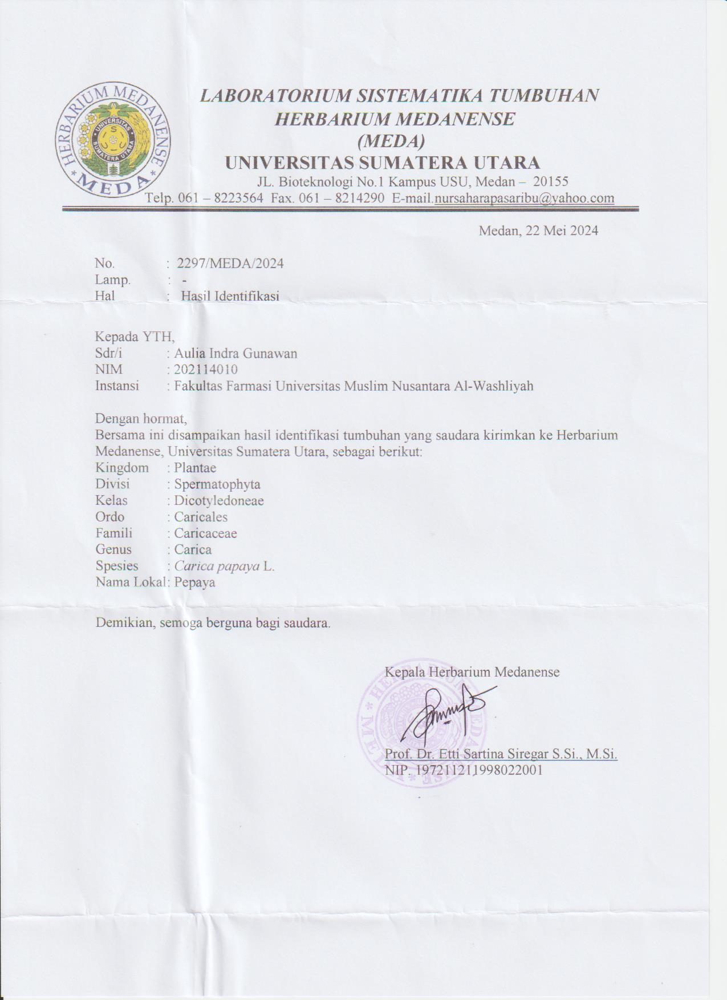 HERBARIUM MEDANENSE
* MEDA *
UNIVERSITAS
SUMATERA UTARA
LABORATORIUM SISTEMATIKA TUMBUHAN
HERBARIUM MEDANENSE
(MEDA)
UNIVERSITAS SUMATERA UTARA
JL. Bioteknologi No.1 Kampus USU, Medan – 20155
Telp. 061 – 8223564 Fax. 061 – 8214290 E-mail.nursaharapasaribu@yahoo.com
Medan, 22 Mei 2024
No. : 2297/MEDA/2024
Lamp. : -
Hal : Hasil Identifikasi
Kepada YTH,
Sdr/i : Aulia Indra Gunawan
NIM : 202114010
Instansi : Fakultas Farmasi Universitas Muslim Nusantara Al-Washliyah
Dengan hormat,
Bersama ini disampaikan hasil identifikasi tumbuhan yang saudara kirimkan ke Herbarium
Medanense, Universitas Sumatera Utara, sebagai berikut:
Kingdom : Plantae
Divisi : Spermatophyta
Kelas : Dicotyledoneae
Ordo : Caricales
Famili : Caricaceae
Genus : Carica
Spesies : Carica papaya L.
Nama Lokal: Pepaya
Demikian, semoga berguna bagi saudara.
Kepala Herbarium Medanense
Prof. Dr. Etti Sartina Siregar S.Si., M.Si.
NIP. 197211211998022001